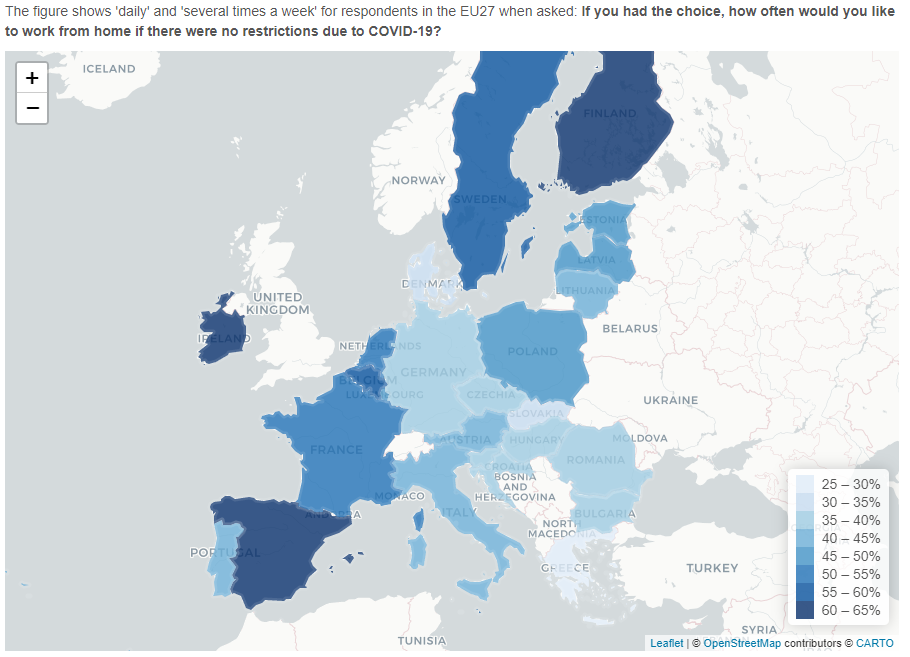 The figure shows 'daily' and 'several times a week' for respondents in the EU27 when asked: If you had the choice, how often would you like
to work from home if there were no restrictions due to COVID-19?
+
−
ICELAND
FINLAND
NORWAY
SWEDEN
ESTONIA
LATVIA
DENMARK
LITHUANIA
UNITED
KINGDOM
BELARUS
IRELAND
NETHERLANDS
POLAND
GERMANY
BELGIUM
LUXEMBOURG
CZECHIA
UKRAINE
SLOVAKIA
AUSTRIA
HUNGARY
MOLDOVA
FRANCE
ROMANIA
CROATIA
BOSNIA
AND
HERZEGOVINA
MONACO
ANDORRA
ITALY
BULGARIA
NORTH
MACEDONIA
PORTUGAL
GREECE
TURKEY
TUNISIA
SYRIA
25 – 30%
30 – 35%
35 – 40%
40 – 45%
45 – 50%
50 – 55%
55 – 60%
60 – 65%
Leaflet | © OpenStreetMap contributors © CARTO